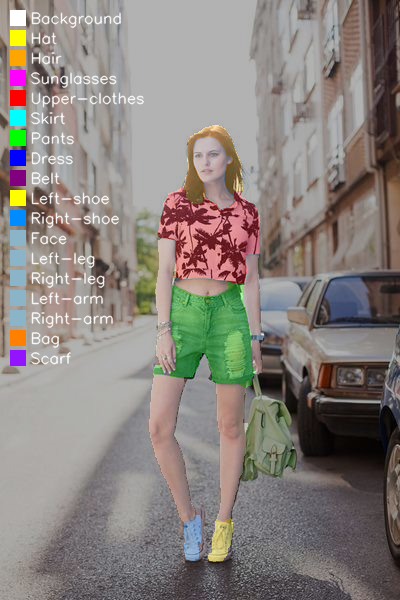 Background
Hat
Hair
Sunglasses
Upper-clothes
Skirt
Pants
Dress
Belt
Left-shoe
Right-shoe
Face
Left-leg
Right-leg
Left-arm
Right-arm
Bag
Scarf